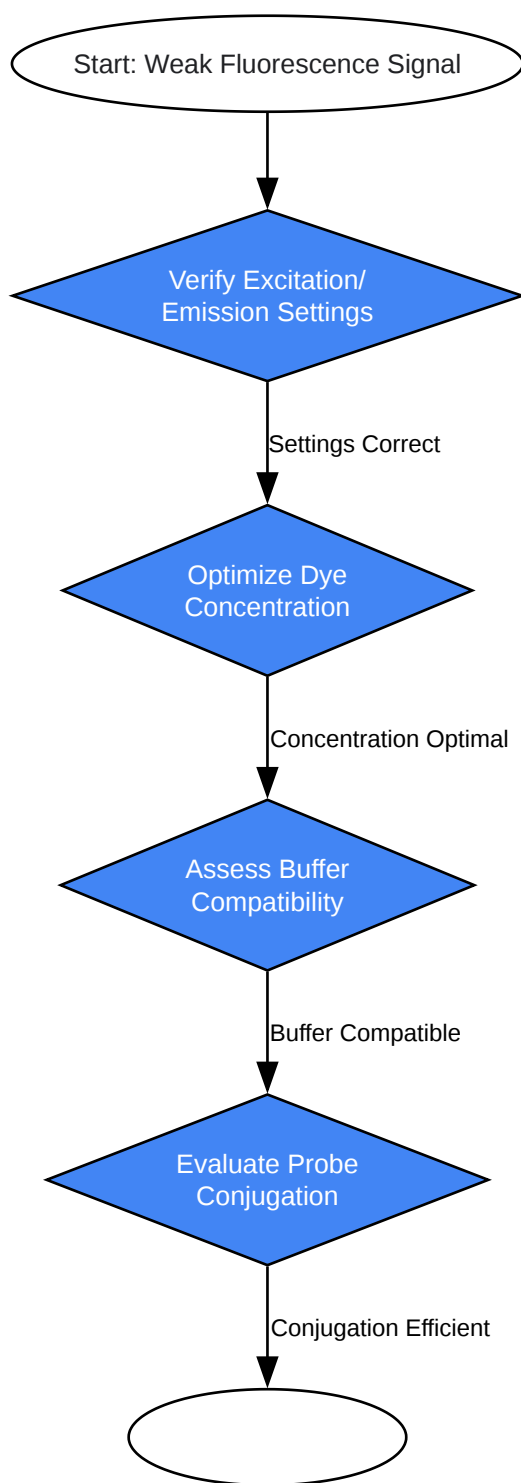 Start: Weak Fluorescence Signal
Verify Excitation/
Emission Settings
Settings Correct
Optimize Dye
Concentration
Concentration Optimal
Assess Buffer
Compatibility
Buffer Compatible
Evaluate Probe
Conjugation
Conjugation Efficient